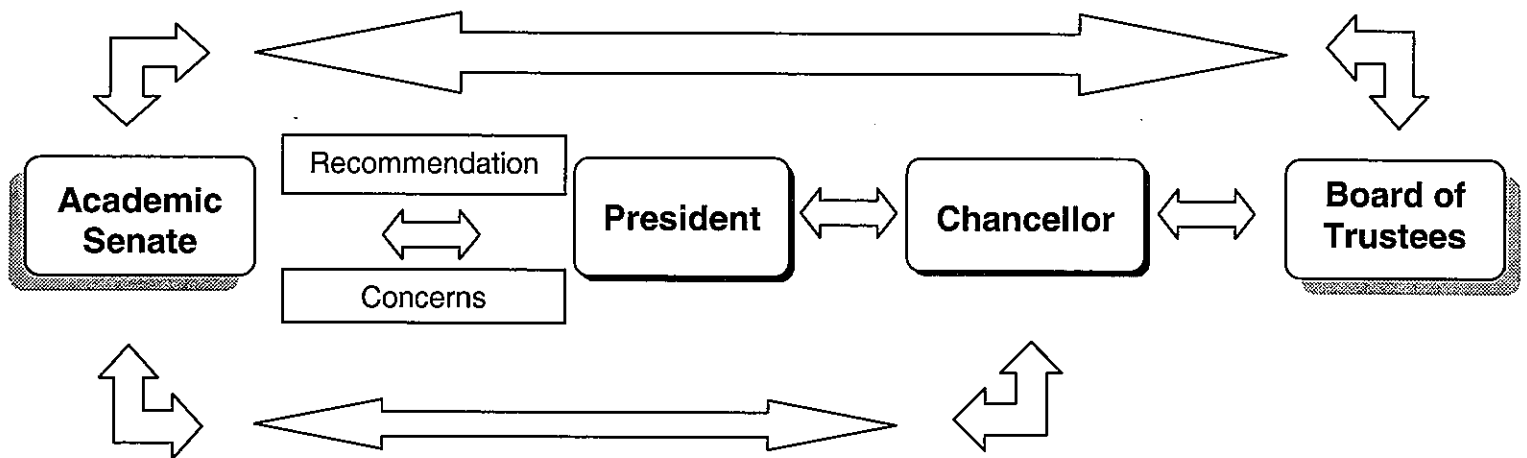 Academic
Senate
Recommendation
Concerns
President
Chancellor
Board of
Trustees